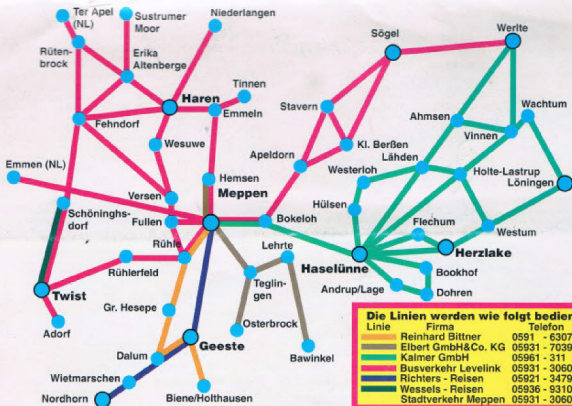 Ter Apel (NL)
Sustrumer
Moor
Niederlangen
Rüten-
brock
Erika
Altenberge
Sögel
Werlte
Haren
Tinnen
Emmeln
Stavern
Wachtum
Ahmsen
Vinnen
Fehndorf
Wesuwe
Kl. Berßen
Lähden
Apeldorn
Westerloh
Emmen (NL)
Hemsen
Meppen
Holte-Lastrup
Löningen
Versen
Hülsen
Schöninghs-
dorf
Fullen
Bokeloh
Flechum
Westum
Rühle
Lehrte
Herzlake
Rühlerfeld
Teglin-
gen
Haselünne
Bookhof
Andrup/Lage
Dohren
Twist
Gr. Hesepe
Adorf
Osterbrock
Geeste
Bawinkel
Dalum
Wietmarschen
Nordhorn
Biene/Holthausen
Die Linien werden wie folgt bedien
Linie Firma Telefon
Reinhard Bittner 0591 - 6307
Elbert GmbH&Co. KG 05931 - 7039
Kalmer GmbH 05961 - 311
Busverkehr Levelink 05931 - 3060
Richters - Reisen 05921 - 3479
Wessels - Reisen 05936 - 9310
Stadtverkehr Meppen 05931 - 3060